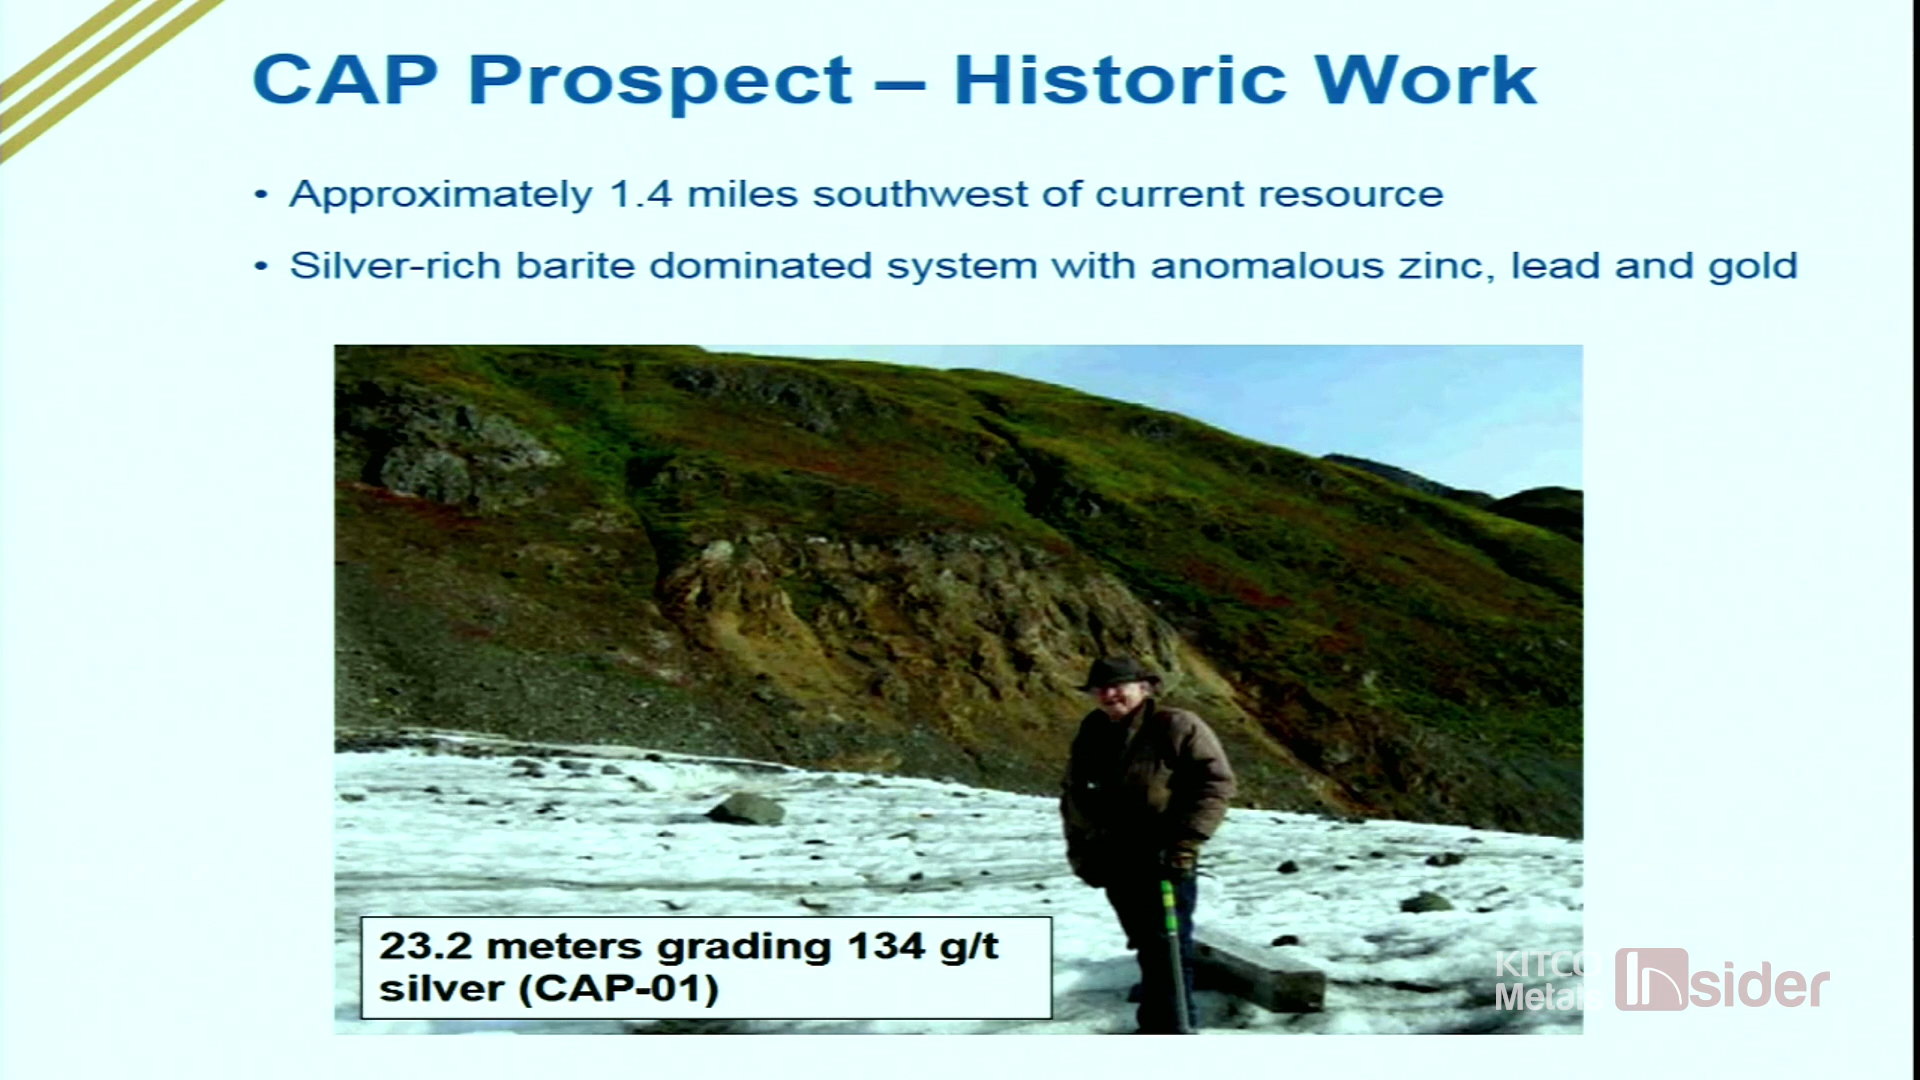 CAP Prospect – Historic Work
• Approximately 1.4 miles southwest of current resource
• Silver-rich barite dominated system with anomalous zinc, lead and gold
23.2 meters grading 134 g/t
silver (CAP-01)
KITCO
Metals
Insider